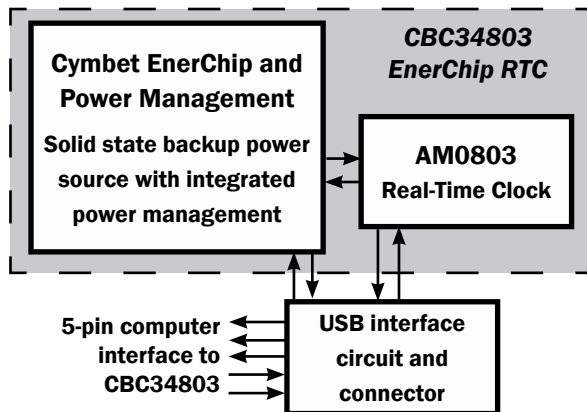 CBC34803
EnerChip RTC
Cymbet EnerChip and
Power Management
Solid state backup power
source with integrated
power management
AM0803
Real-Time Clock
USB interface
circuit and
connector
5-pin computer
interface to
CBC34803